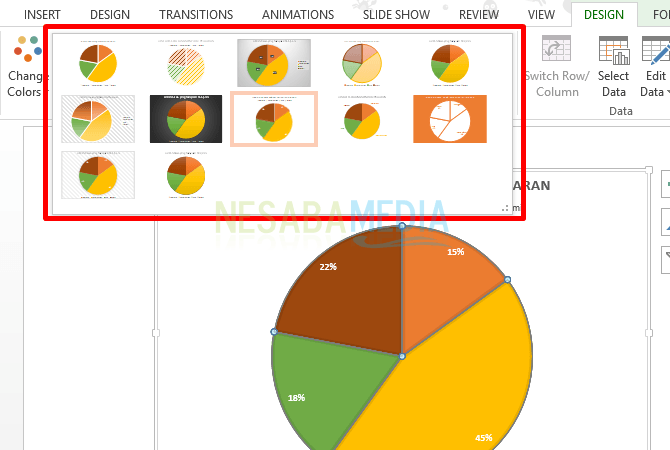 INSERT DESIGN TRANSITIONS ANIMATIONS SLIDE SHOW REVIEW VIEW DESIGN FO
Change Colors
Switch Row/ Column
Select Data
Edit Data
Data
ARAN
NESABAMEDIA
22%
15%
18%
45%